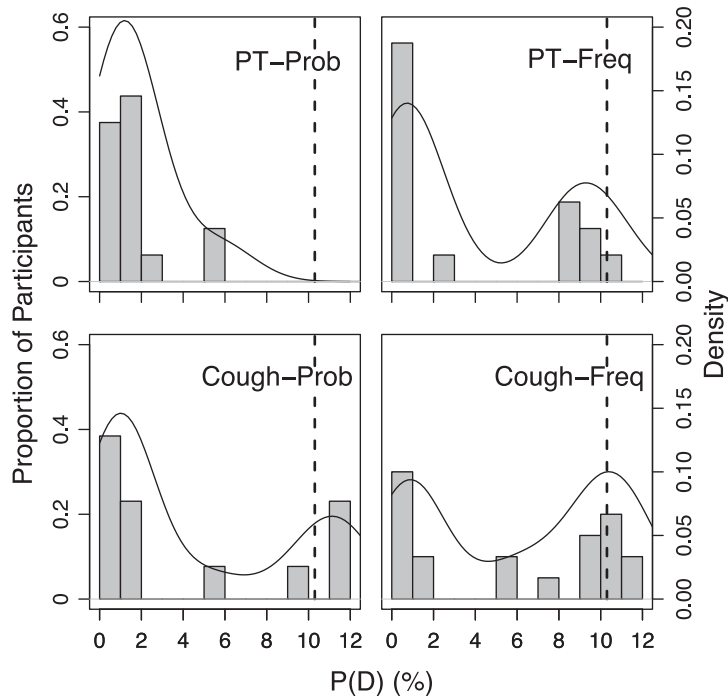 PT−Prob
PT−Freq
Cough−Prob
Cough−Freq
Proportion of Participants
Density
P(D) (%)
0 0.2 0.4 0.6
0.00 0.05 0.10 0.15 0.20
0 0.2 0.4 0.6
0.00 0.05 0.10 0.15 0.20
0 2 4 6 8 10 12
0 2 4 6 8 10 12